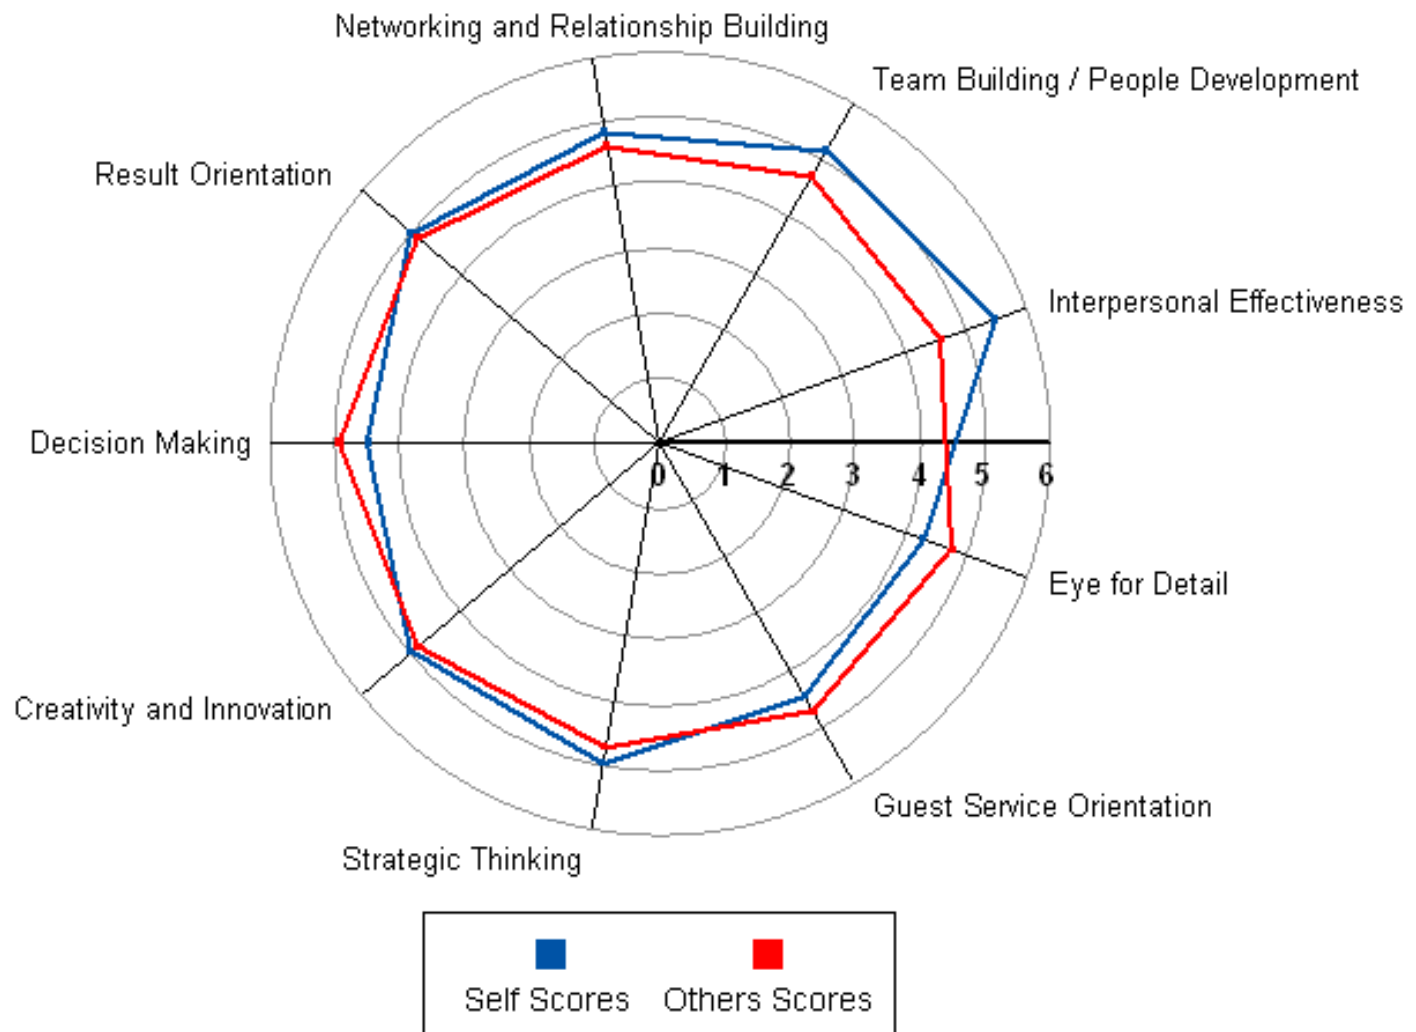 Networking and Relationship Building
Team Building / People Development
Result Orientation
Interpersonal Effectiveness
Decision Making
0 1 2 3 4 5 6
Eye for Detail
Creativity and Innovation
Guest Service Orientation
Strategic Thinking
Self Scores Others Scores